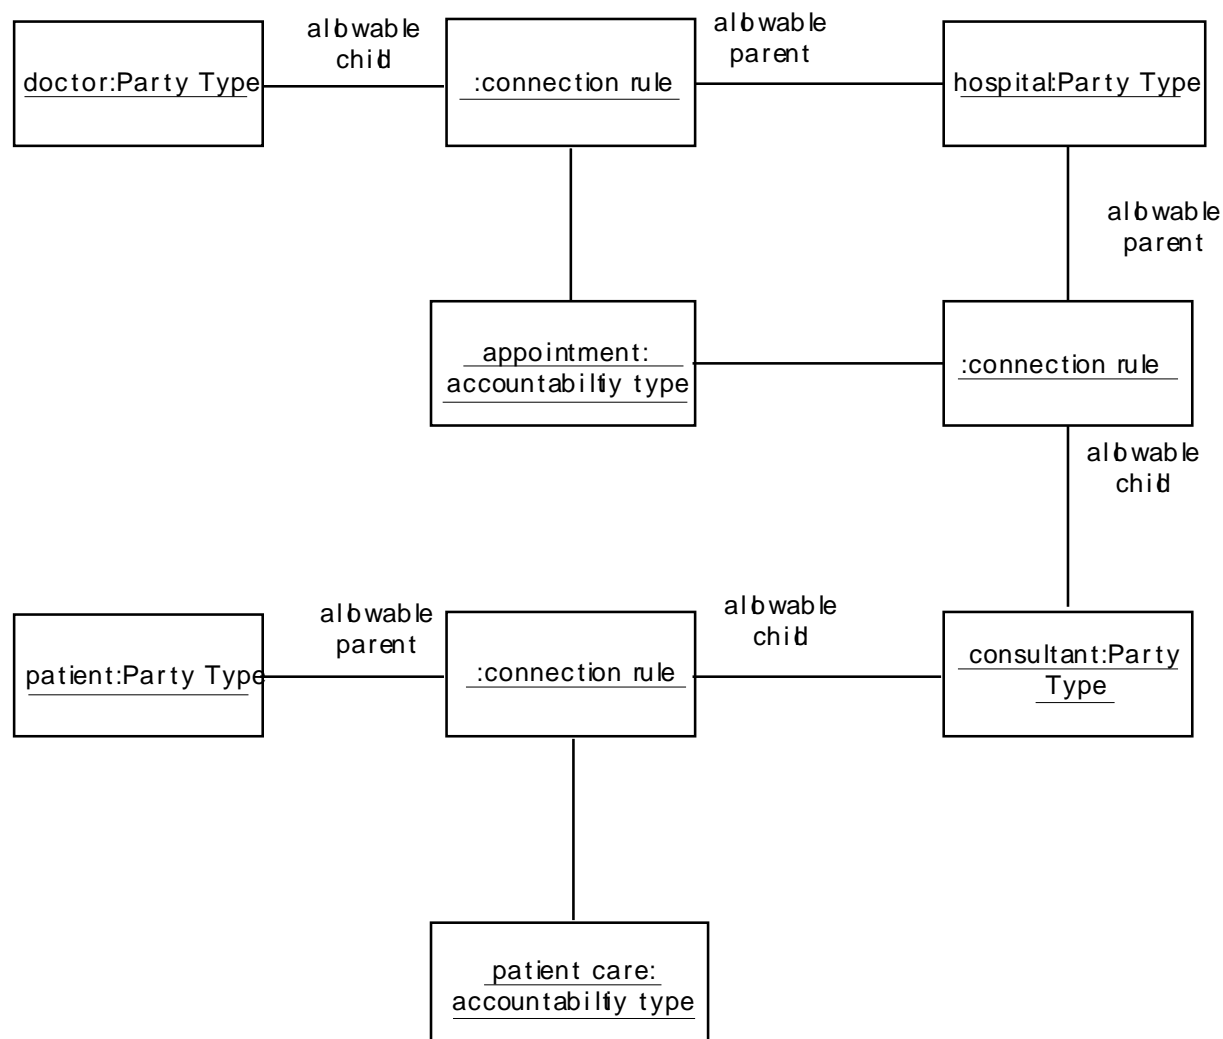 allowable
child
allowable
parent
doctor:Party Type
:connection rule
hospital:Party Type
allowable
parent
appointment:
accountability type
:connection rule
allowable
child
allowable
parent
allowable
child
patient:Party Type
:connection rule
consultant:Party
Type
patient care:
accountability type